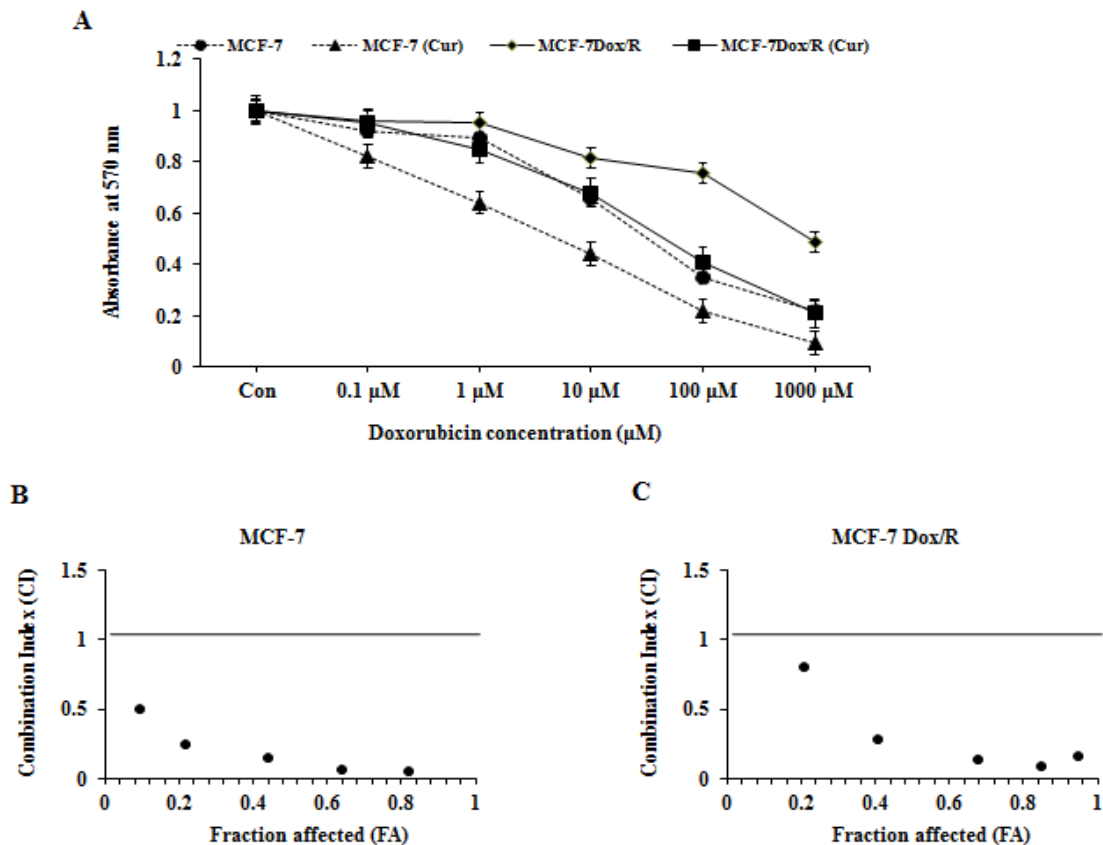 A
MCF-7 MCF-7 (Cur) MCF-7Dox/R MCF-7Dox/R (Cur)
1.2
1
0.8
0.6
0.4
0.2
0
Absorbance at 570 nm
Con 0.1 μM 1 μM 10 μM 100 μM 1000 μM
Doxorubicin concentration (μM)
B
MCF-7
1.5
1
0.5
0
Combination Index (CI)
0 0.2 0.4 0.6 0.8 1
Fraction affected (FA)
C
MCF-7 Dox/R
1.5
1
0.5
0
Combination Index (CI)
0 0.2 0.4 0.6 0.8 1
Fraction affected (FA)